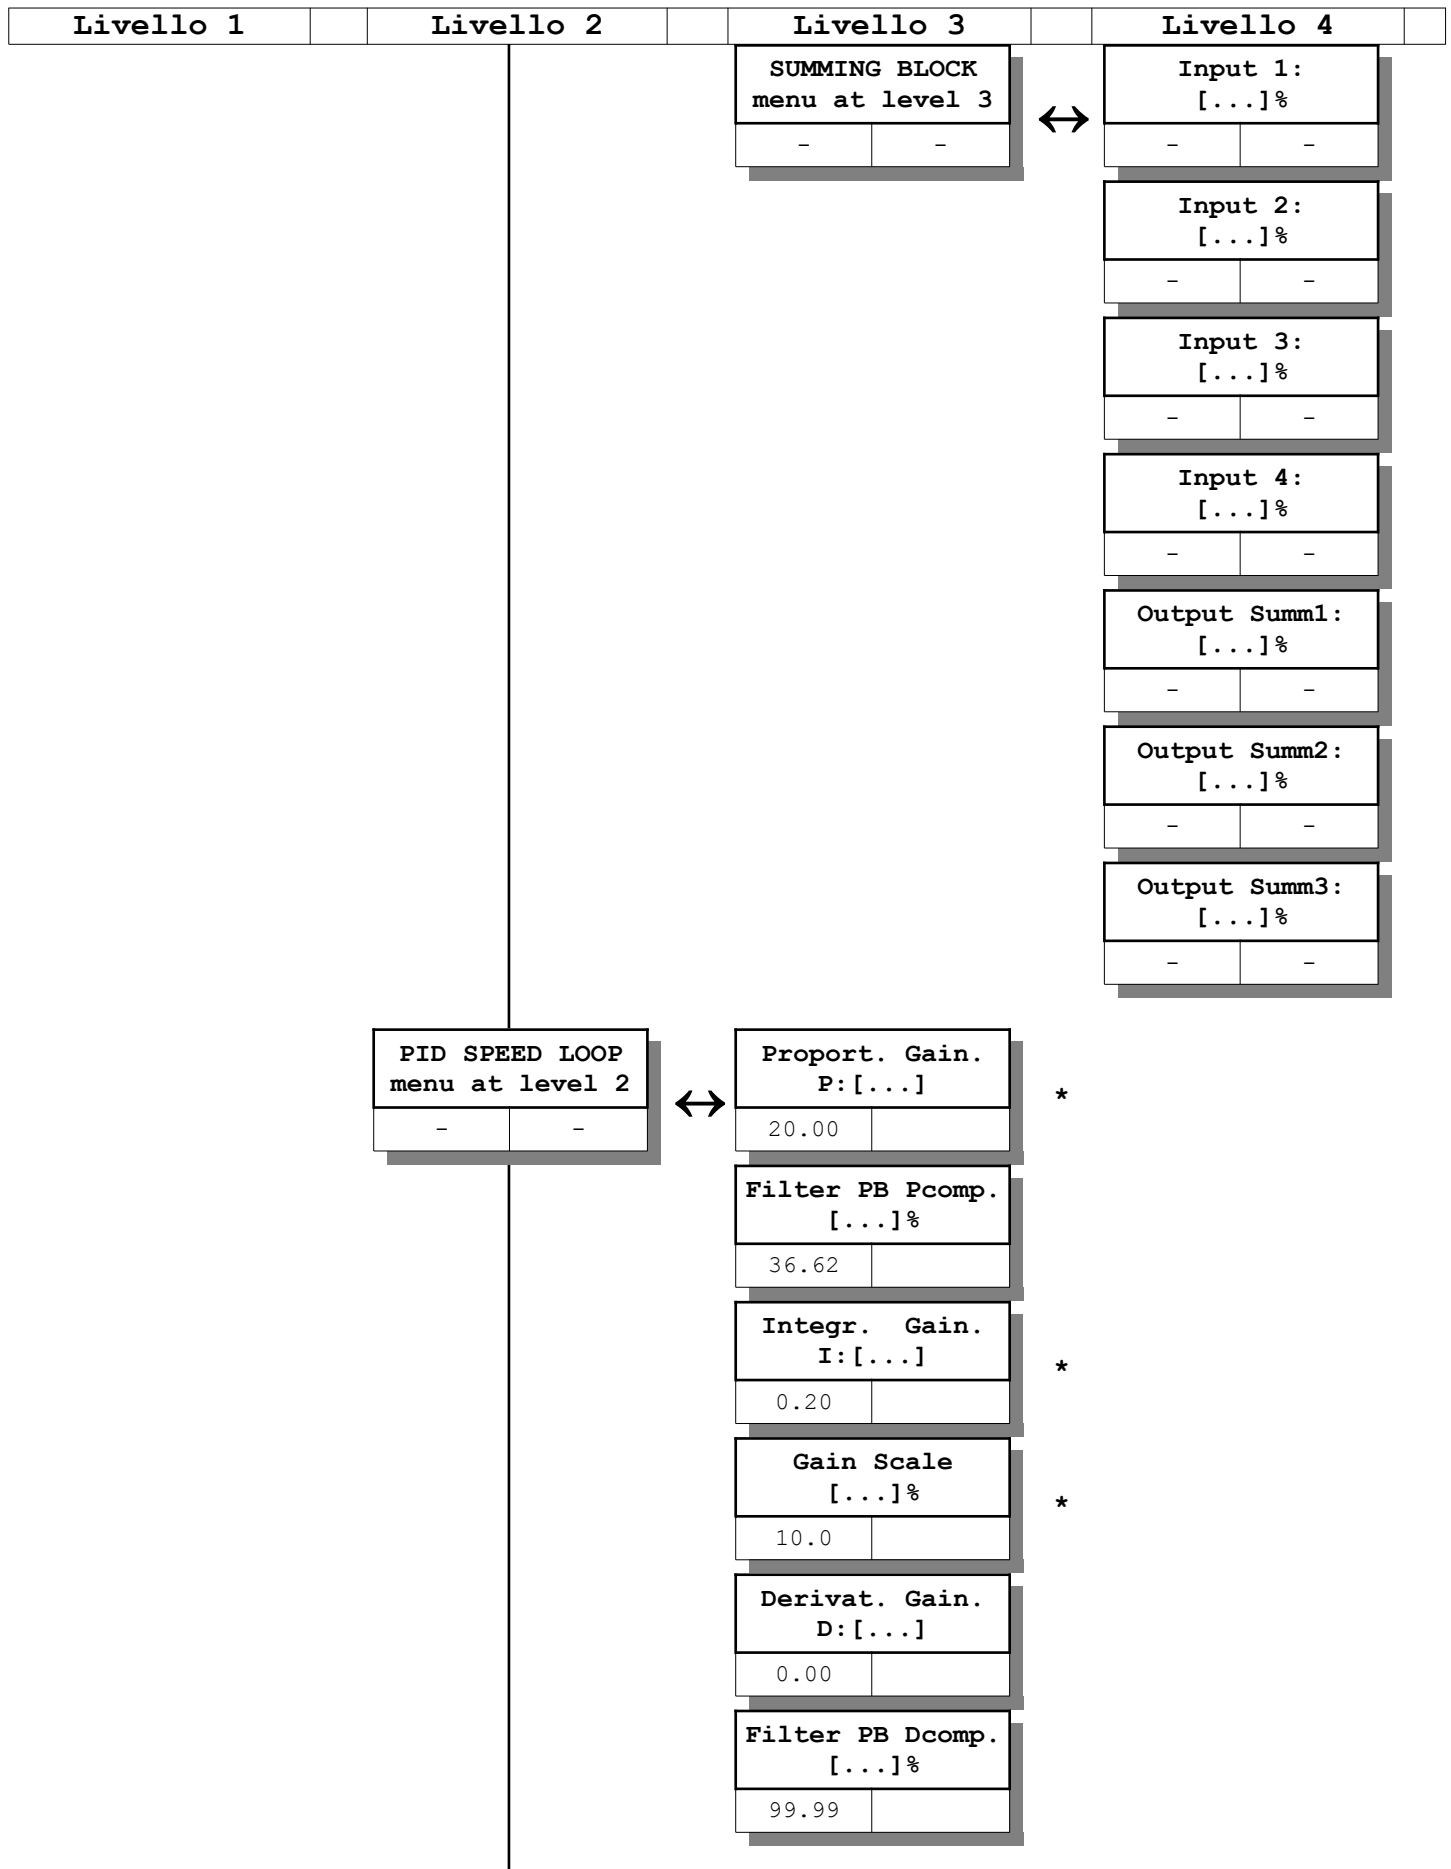 Livello 1 Livello 2 Livello 3 Livello 4
SUMMING BLOCK
menu at level 3
- -
↔
Input 1:
[...]%
- -
Input 2:
[...]%
- -
Input 3:
[...]%
- -
Input 4:
[...]%
- -
Output Summ1:
[...]%
- -
Output Summ2:
[...]%
- -
Output Summ3:
[...]%
- -
PID SPEED LOOP
menu at level 2
- -
↔
Proport. Gain.
P:[...]
*
20.00
Filter PB Pcomp.
[...]%
36.62
Integr.  Gain.
I:[...]
*
0.20
Gain Scale
[...]%
*
10.0
Derivat. Gain.
D:[...]
0.00
Filter PB Dcomp.
[...]%
99.99